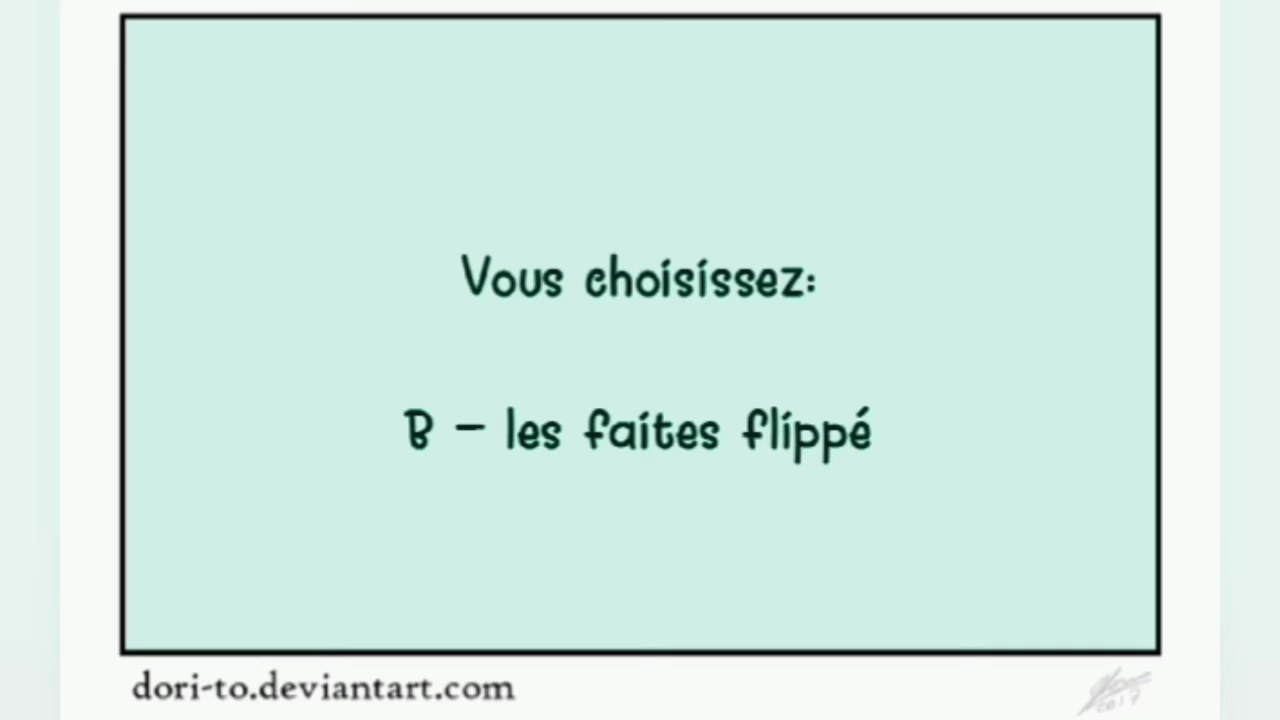 Vous choisissez:
B - les faites flippé
dori-to.deviantart.com